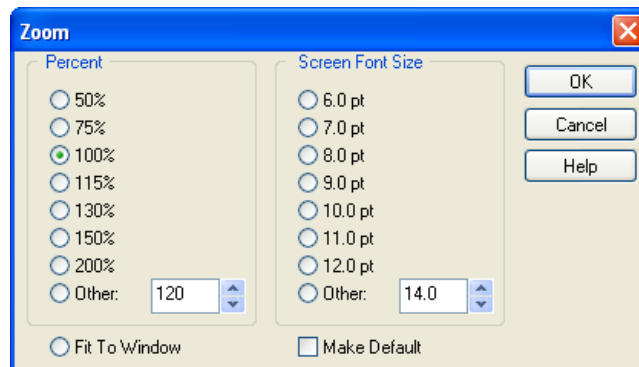 Zoom
Percent
50%
75%
100%
115%
130%
150%
200%
Other: 120
Fit To Window
Screen Font Size
6.0 pt
7.0 pt
8.0 pt
9.0 pt
10.0 pt
11.0 pt
12.0 pt
Other: 14.0
Make Default
OK
Cancel
Help